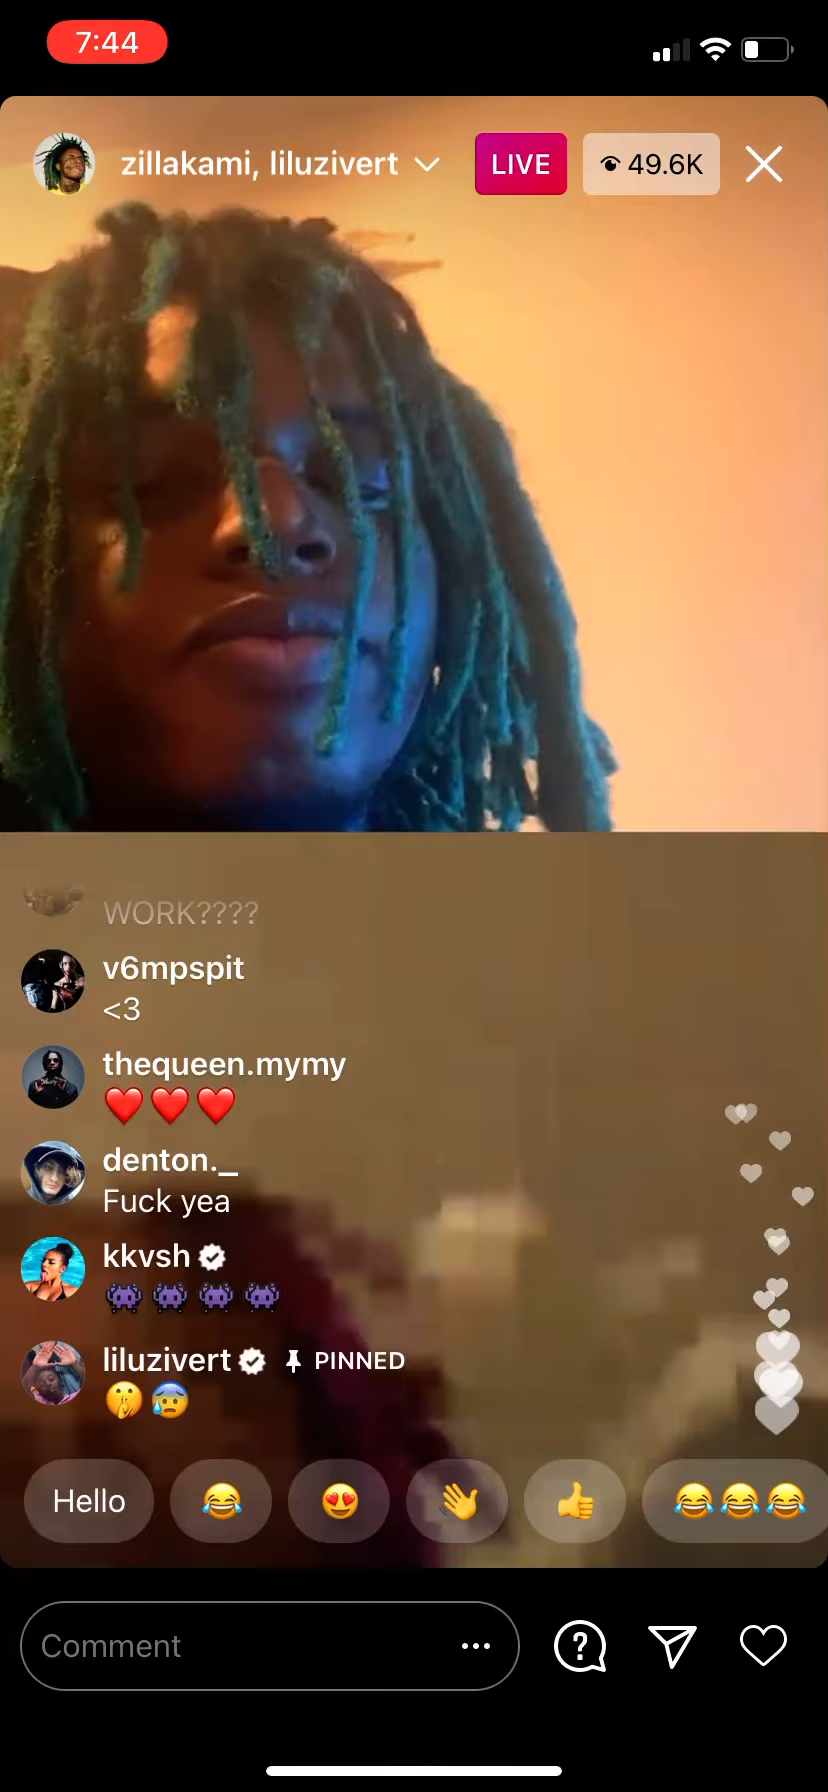 7:44
zillakami, liluzivert
LIVE
49.6K
WORK????
v6mpspit
<3
thequeen.mymy
❤️❤️❤️
denton._
Fuck yea
kkvsh
👾👾👾👾
liluzivert PINNED
🤫😰
Hello 😂 😍 👋 👍 😂😂😂
Comment